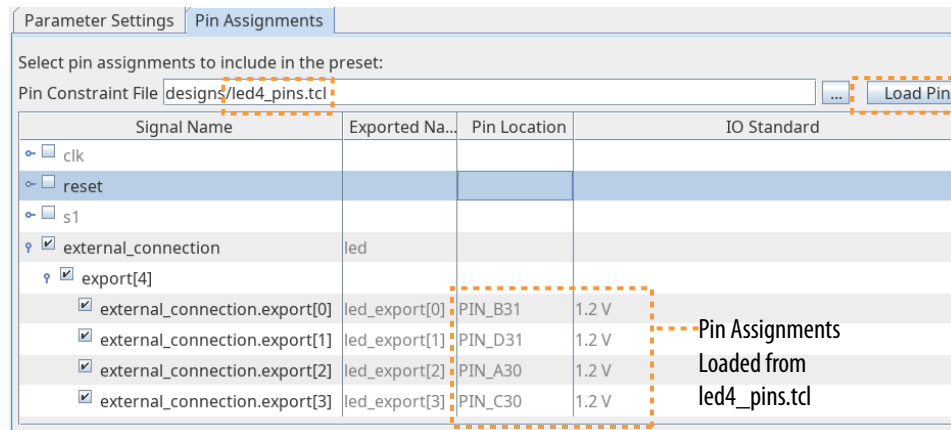 Parameter Settings Pin Assignments
Select pin assignments to include in the preset:
Pin Constraint File designs/led4_pins.tcl ... Load Pin
Signal Name Exported Na... Pin Location IO Standard
clk
reset
s1
external_connection led
export[4]
external_connection.export[0] led_export[0] PIN_B31 1.2 V
external_connection.export[1] led_export[1] PIN_D31 1.2 V
external_connection.export[2] led_export[2] PIN_A30 1.2 V
external_connection.export[3] led_export[3] PIN_C30 1.2 V
Pin Assignments
Loaded from
led4_pins.tcl